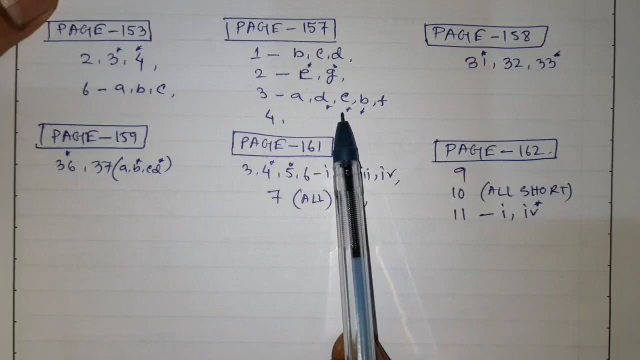 PAGE-153
2, 3*, 4*,
6 - a, b, c,
PAGE-157
1 - b, c, d,
2 - e*, g*,
3 - a, d*, e*, b*, f
4,
PAGE-158
31*, 32, 33*
PAGE-159
36*, 37 (a, b*, c d*)
PAGE-161
3, 4*, 5*, 6 - i, iii, iv,
7 (ALL)
PAGE-162.
9
10 (ALL SHORT)
11 - i, iv*